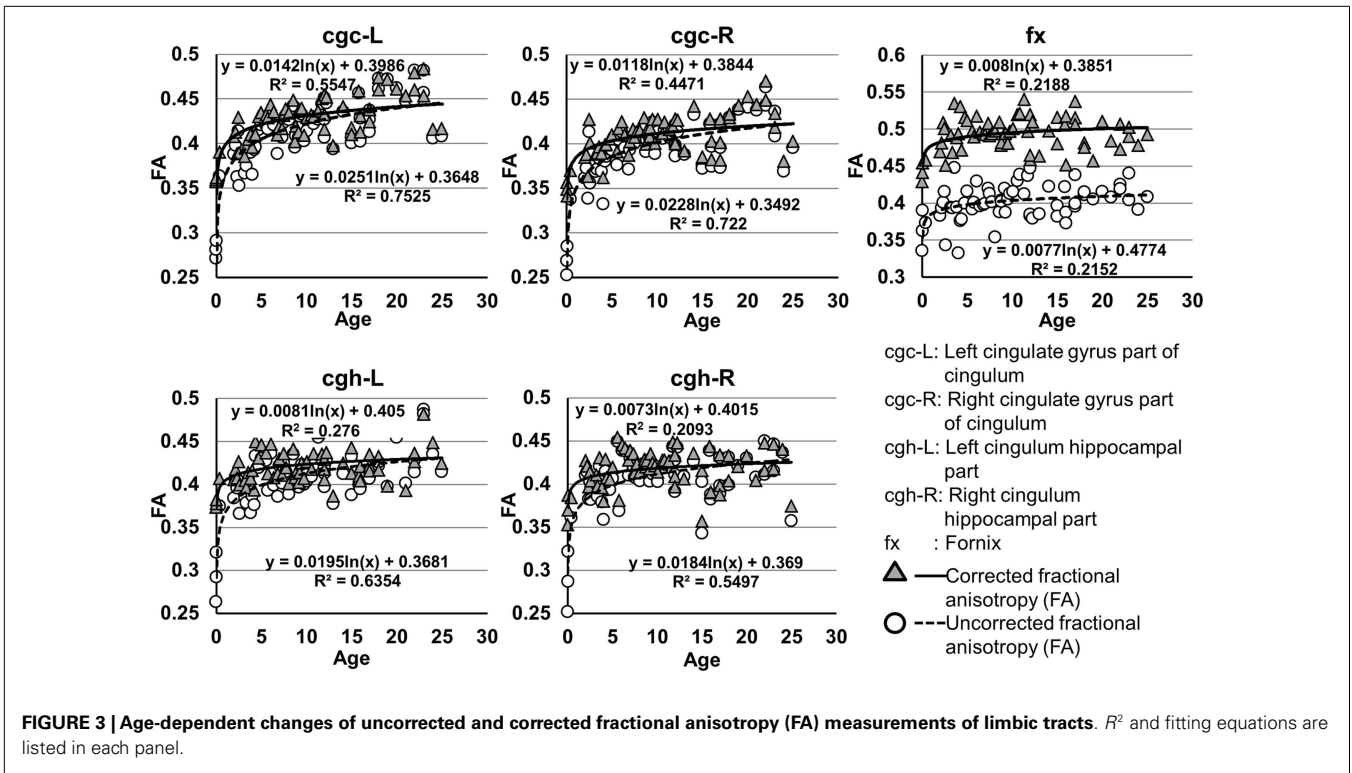 cgc-L
0.5
0.45
0.4
0.35
0.3
0.25
FA
y = 0.0142ln(x) + 0.3986
R² = 0.5547
y = 0.0251ln(x) + 0.3648
R² = 0.7525
0 5 10 15 20 25 30
Age
cgc-R
0.5
0.45
0.4
0.35
0.3
0.25
FA
y = 0.0118ln(x) + 0.3844
R² = 0.4471
y = 0.0228ln(x) + 0.3492
R² = 0.722
0 5 10 15 20 25 30
Age
fx
0.6
0.55
0.5
0.45
0.4
0.35
0.3
FA
y = 0.008ln(x) + 0.3851
R² = 0.2188
y = 0.0077ln(x) + 0.4774
R² = 0.2152
0 5 10 15 20 25 30
Age
cgh-L
0.5
0.45
0.4
0.35
0.3
0.25
FA
y = 0.0081ln(x) + 0.405
R² = 0.276
y = 0.0195ln(x) + 0.3681
R² = 0.6354
0 5 10 15 20 25 30
Age
cgh-R
0.5
0.45
0.4
0.35
0.3
0.25
FA
y = 0.0073ln(x) + 0.4015
R² = 0.2093
y = 0.0184ln(x) + 0.369
R² = 0.5497
0 5 10 15 20 25 30
Age
cgc-L: Left cingulate gyrus part of
cingulum
cgc-R: Right cingulate gyrus part
of cingulum
cgh-L: Left cingulum hippocampal
part
cgh-R: Right cingulum
hippocampal part
fx : Fornix
Corrected fractional
anisotropy (FA)
Uncorrected fractional
anisotropy (FA)
FIGURE 3 | Age-dependent changes of uncorrected and corrected fractional anisotropy (FA) measurements of limbic tracts. R² and fitting equations are
listed in each panel.